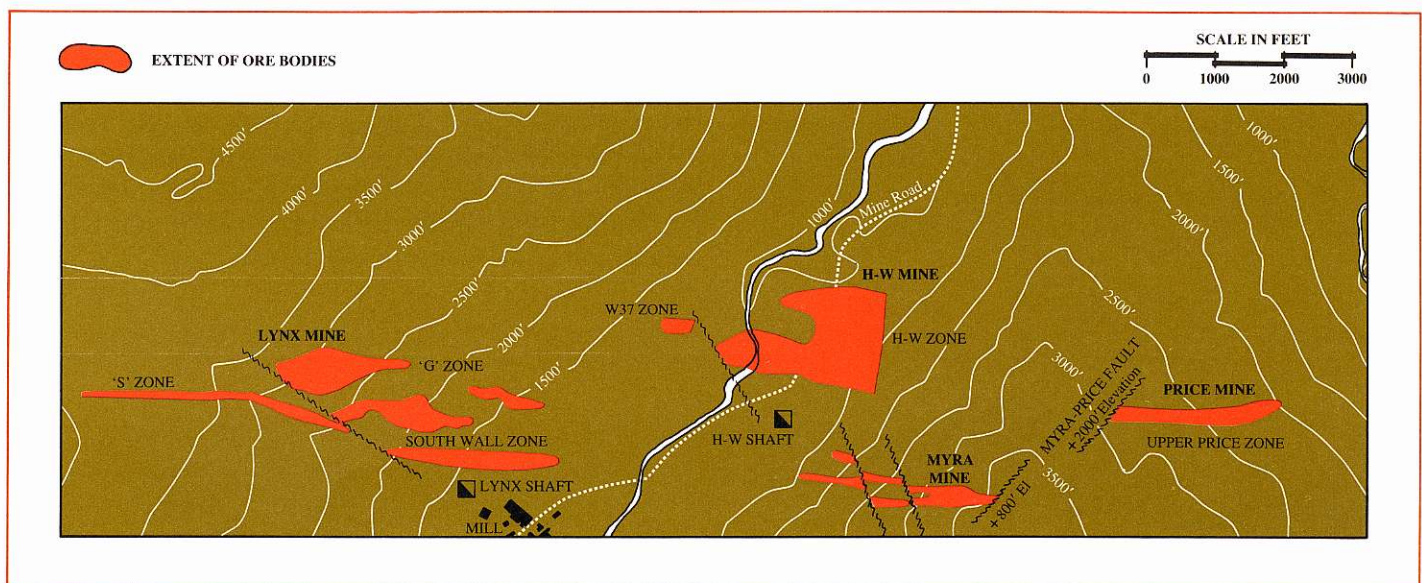 EXTENT OF ORE BODIES
SCALE IN FEET
0 1000 2000 3000
4500'
4000'
3500'
3000'
2500'
2000'
1500'
1000'
Mine Road
1000'
1500'
2000'
2500'
3000'
3500'
H-W MINE
W37 ZONE
H-W ZONE
LYNX MINE
'G' ZONE
'S' ZONE
MYRA-PRICE FAULT
+2000' Elevation
PRICE MINE
SOUTH WALL ZONE
H-W SHAFT
UPPER PRICE ZONE
MYRA
MINE
LYNX SHAFT
+800' El
MILL